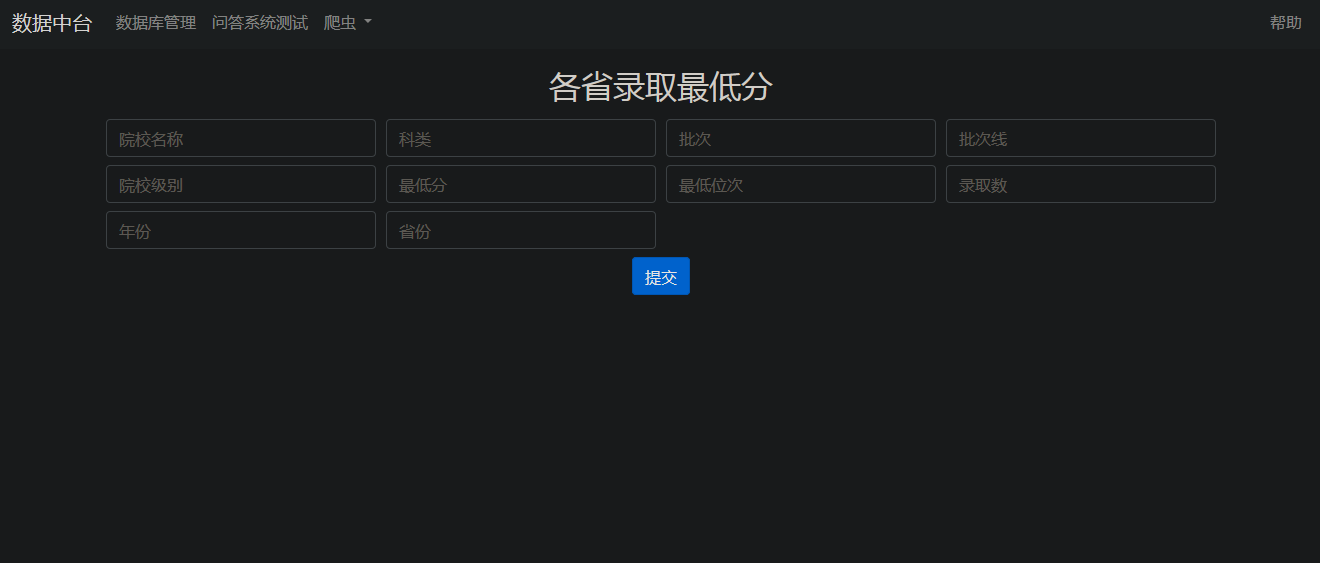 数据中台 数据库管理 问答系统测试 爬虫 帮助
各省录取最低分
院校名称 科类 批次 批次线
院校级别 最低分 最低位次 录取数
年份 省份
提交